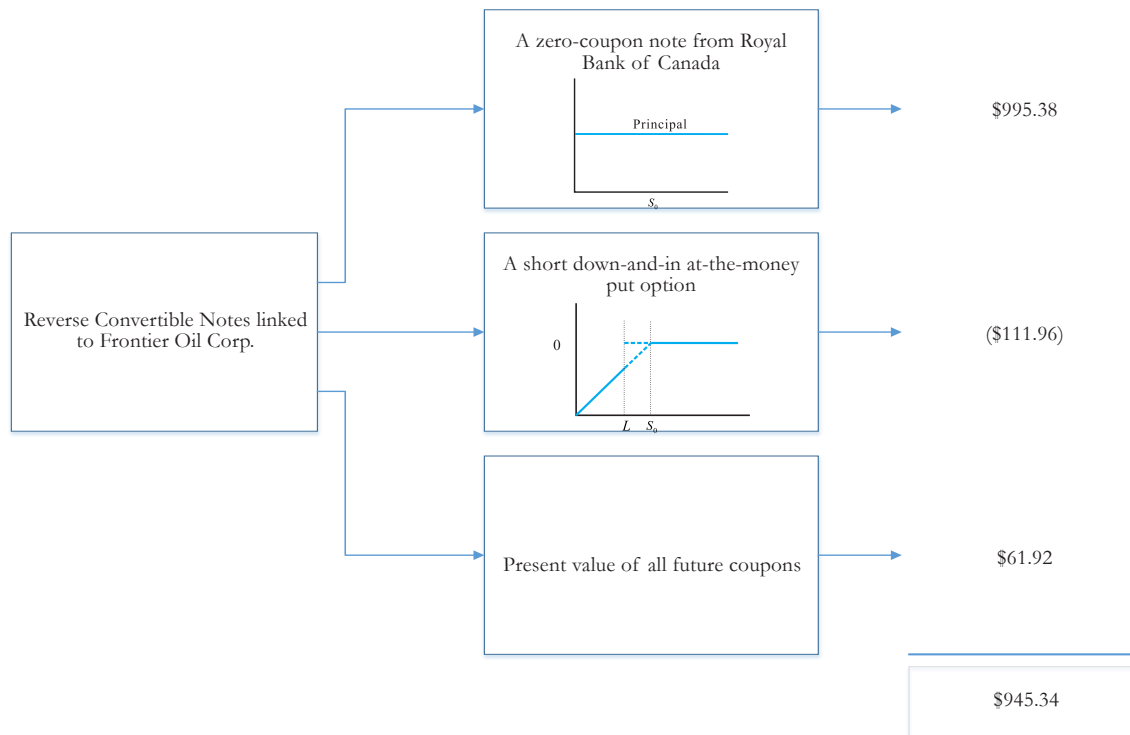 A zero-coupon note from Royal
Bank of Canada
Principal
S₀
$995.38
Reverse Convertible Notes linked
to Frontier Oil Corp.
A short down-and-in at-the-money
put option
0
L S₀
($111.96)
Present value of all future coupons
$61.92
$945.34